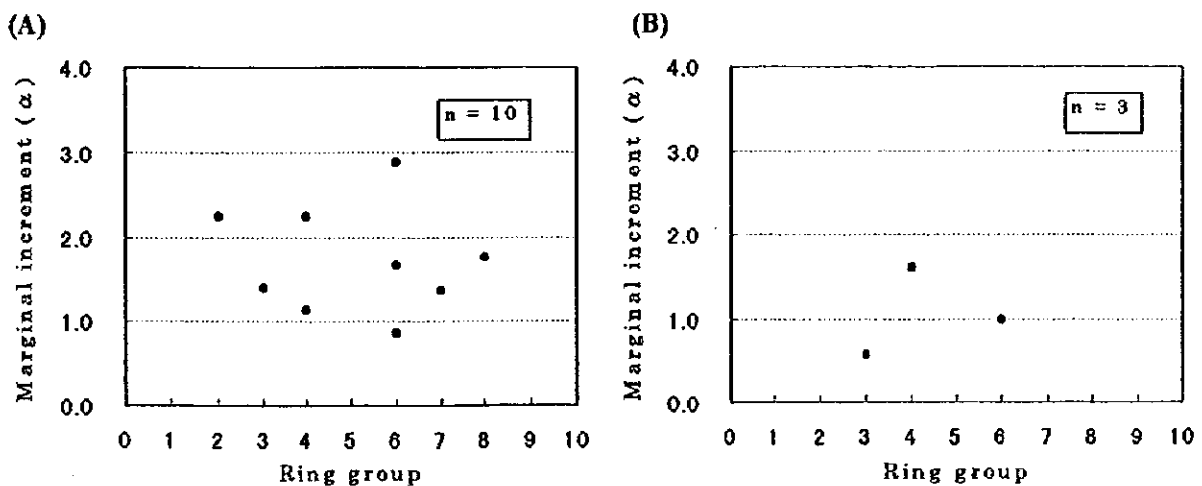 (A)
Marginal increment (α)
4.0
3.0
2.0
1.0
0.0
n = 10
0 1 2 3 4 5 6 7 8 9 10
Ring group
(B)
Marginal increment (α)
4.0
3.0
2.0
1.0
0.0
n = 3
0 1 2 3 4 5 6 7 8 9 10
Ring group